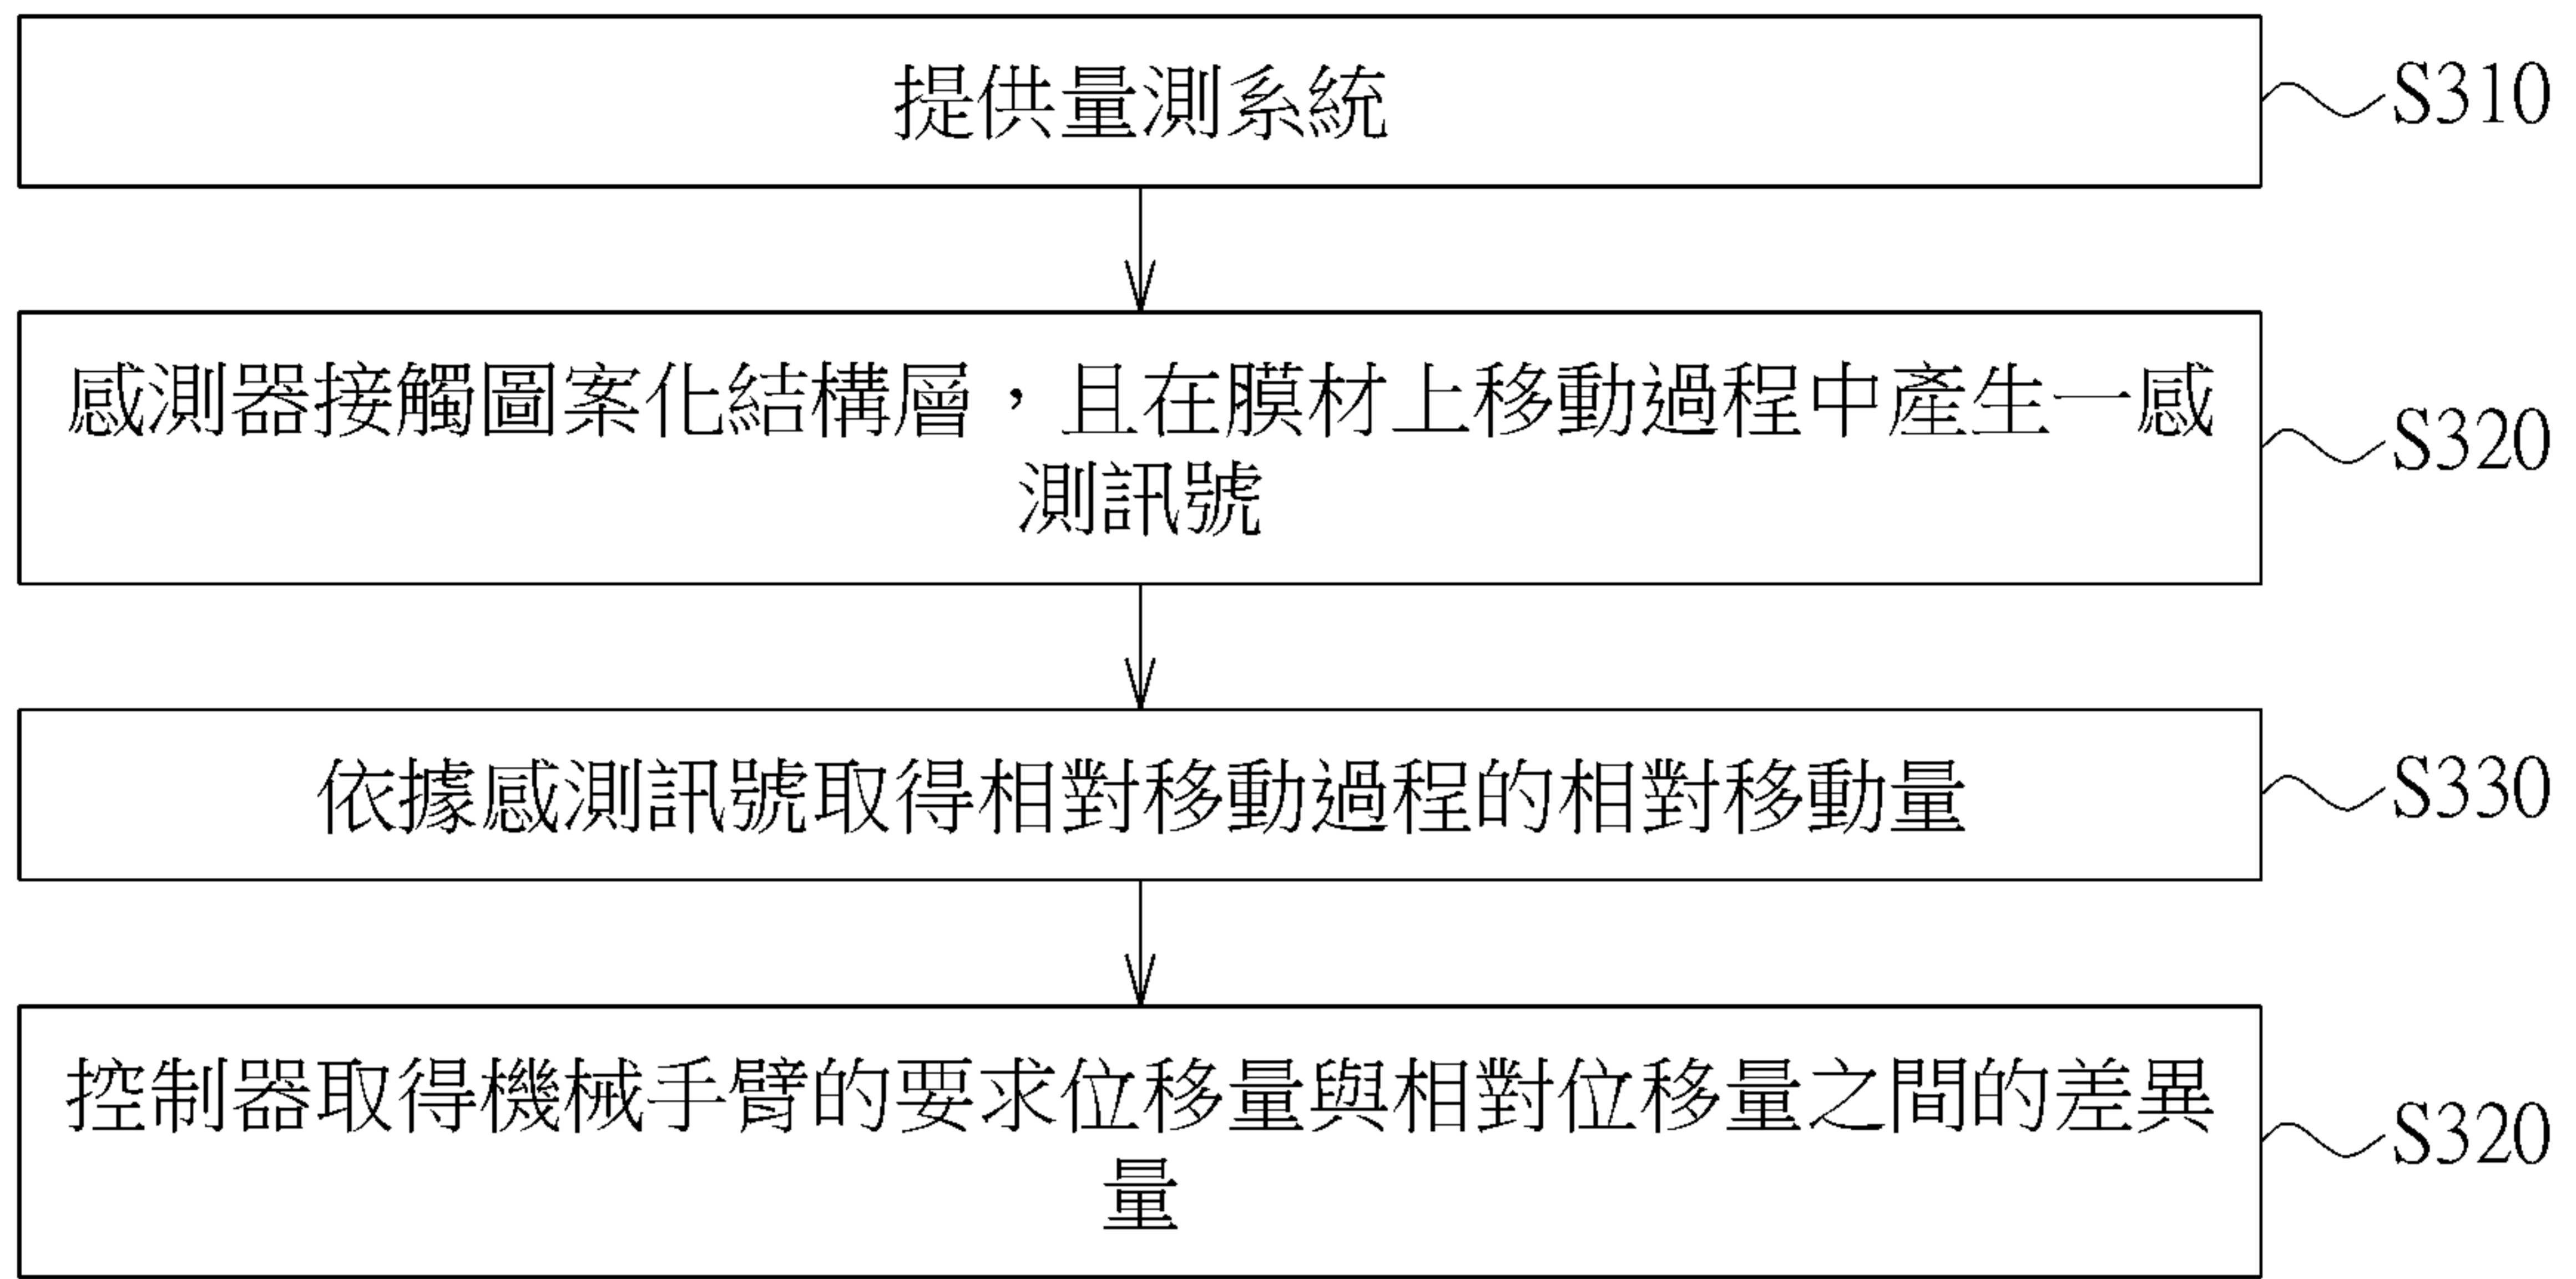 提供量測系統
S310
感測器接觸圖案化結構層，且在膜材上移動過程中產生一感
測訊號
S320
依據感測訊號取得相對移動過程的相對移動量
S330
控制器取得機械手臂的要求位移量與相對位移量之間的差異
量
S320